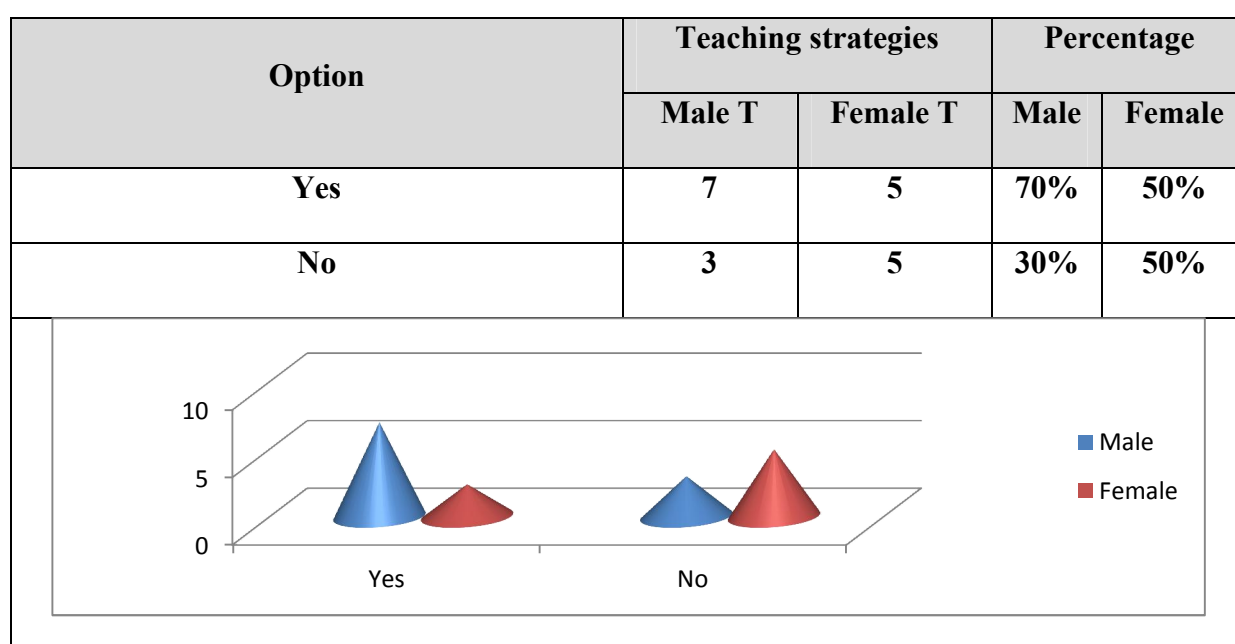 Option Teaching strategies Percentage
Male T Female T Male Female
Yes 7 5 70% 50%
No 3 5 30% 50%
10
5
0
Yes No
Male
Female